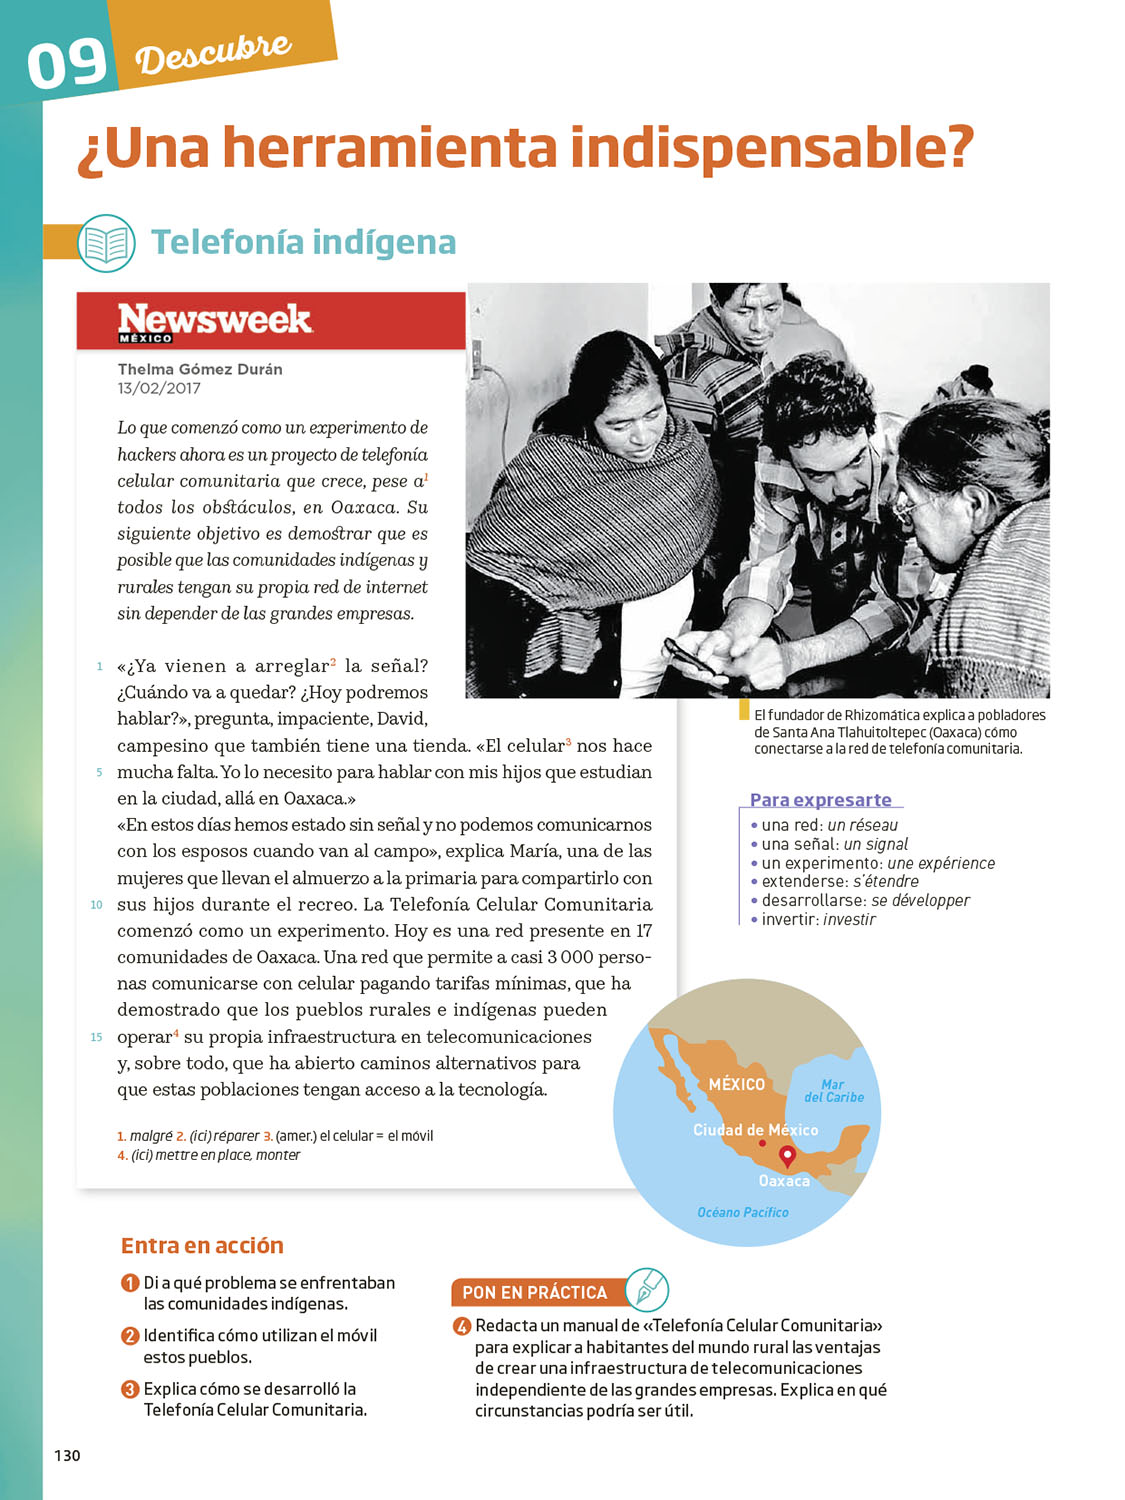 09 Descubre
¿Una herramienta indispensable?
Telefonía indígena
Newsweek
MÉXICO
Thelma Gómez Durán
13/02/2017
Lo que comenzó como un experimento de
hackers ahora es un proyecto de telefonía
celular comunitaria que crece, pese a1
todos los obstáculos, en Oaxaca. Su
siguiente objetivo es demostrar que es
posible que las comunidades indígenas y
rurales tengan su propia red de internet
sin depender de las grandes empresas.
1 «¿Ya vienen a arreglar2 la señal?
¿Cuándo va a quedar? ¿Hoy podremos
hablar?», pregunta, impaciente, David,
campesino que también tiene una tienda. «El celular3 nos hace
5 mucha falta. Yo lo necesito para hablar con mis hijos que estudian
en la ciudad, allá en Oaxaca.»
«En estos días hemos estado sin señal y no podemos comunicarnos
con los esposos cuando van al campo», explica María, una de las
mujeres que llevan el almuerzo a la primaria para compartirlo con
10 sus hijos durante el recreo. La Telefonía Celular Comunitaria
comenzó como un experimento. Hoy es una red presente en 17
comunidades de Oaxaca. Una red que permite a casi 3 000 perso-
nas comunicarse con celular pagando tarifas mínimas, que ha
demostrado que los pueblos rurales e indígenas pueden
15 operar4 su propia infraestructura en telecomunicaciones
y, sobre todo, que ha abierto caminos alternativos para
que estas poblaciones tengan acceso a la tecnología.
1. malgré 2. (ici) réparer 3. (amer.) el celular = el móvil
4. (ici) mettre en place, monter
El fundador de Rhizomática explica a pobladores
de Santa Ana Tlahuitoltepec (Oaxaca) cómo
conectarse a la red de telefonía comunitaria.
Para expresarte
• una red: un réseau
• una señal: un signal
• un experimento: une expérience
• extenderse: s'étendre
• desarrollarse: se développer
• invertir: investir
MÉXICO
Mar
del Caribe
Ciudad de México
Oaxaca
Océano Pacífico
Entra en acción
1 Di a qué problema se enfrentaban
las comunidades indígenas.
2 Identifica cómo utilizan el móvil
estos pueblos.
3 Explica cómo se desarrolló la
Telefonía Celular Comunitaria.
PON EN PRÁCTICA
4 Redacta un manual de «Telefonía Celular Comunitaria»
para explicar a habitantes del mundo rural las ventajas
de crear una infraestructura de telecomunicaciones
independiente de las grandes empresas. Explica en qué
circunstancias podría ser útil.
130